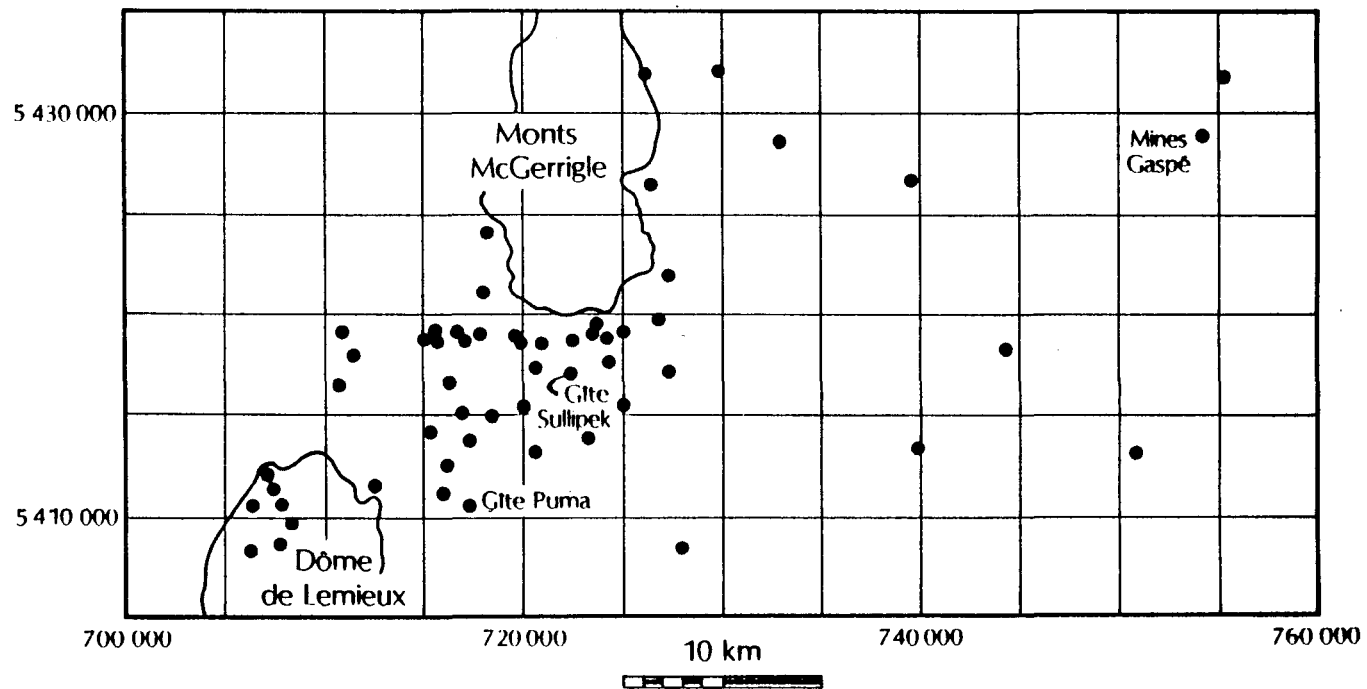 5 430 000
Monts
McGerrigle
Mines
Gaspé
Gîte
Sullipek
Gîte Puma
5 410 000
Dôme
de Lemieux
700 000
720 000
740 000
760 000
10 km